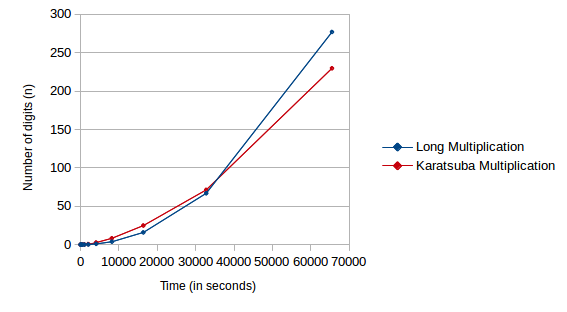 300
250
200
150
100
50
0
Number of digits (n)
0 10000 20000 30000 40000 50000 60000 70000
Time (in seconds)
Long Multiplication
Karatsuba Multiplication